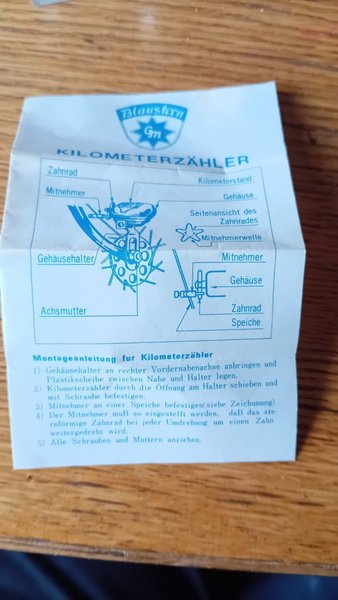 Blaustern
Gm
KILOMETERZÄHLER
Zahnrad
Kilometerstand
Mitnehmer
Gehäuse
Seitenansicht des
Zahnrades
Mitnehmerwelle
Gehäusehalter
Mitnehmer
Gehäuse
Achsmutter
Zahnrad
Speiche
Montageanleitung fur Kilometerzähler
1) Gehäusehalter an rechter Vordernabenachse anbringen und
Plastikscheibe zwischen Nabe und Halter legen.
2) Kilometerzähler durch die Öffnung am Halter schieben und
mit Schraube befestigen.
3) Mitnehmer an einer Speiche befestigen(siehe Zeichunung)
4) Der Mitnehmer muß so eingestellt werden, daß das ste-
rnförmige Zahnrad bei jeder Umdrehung um einen Zahn
weitergedreht wird.
5) Alle Schrauben und Muttern anziehen.